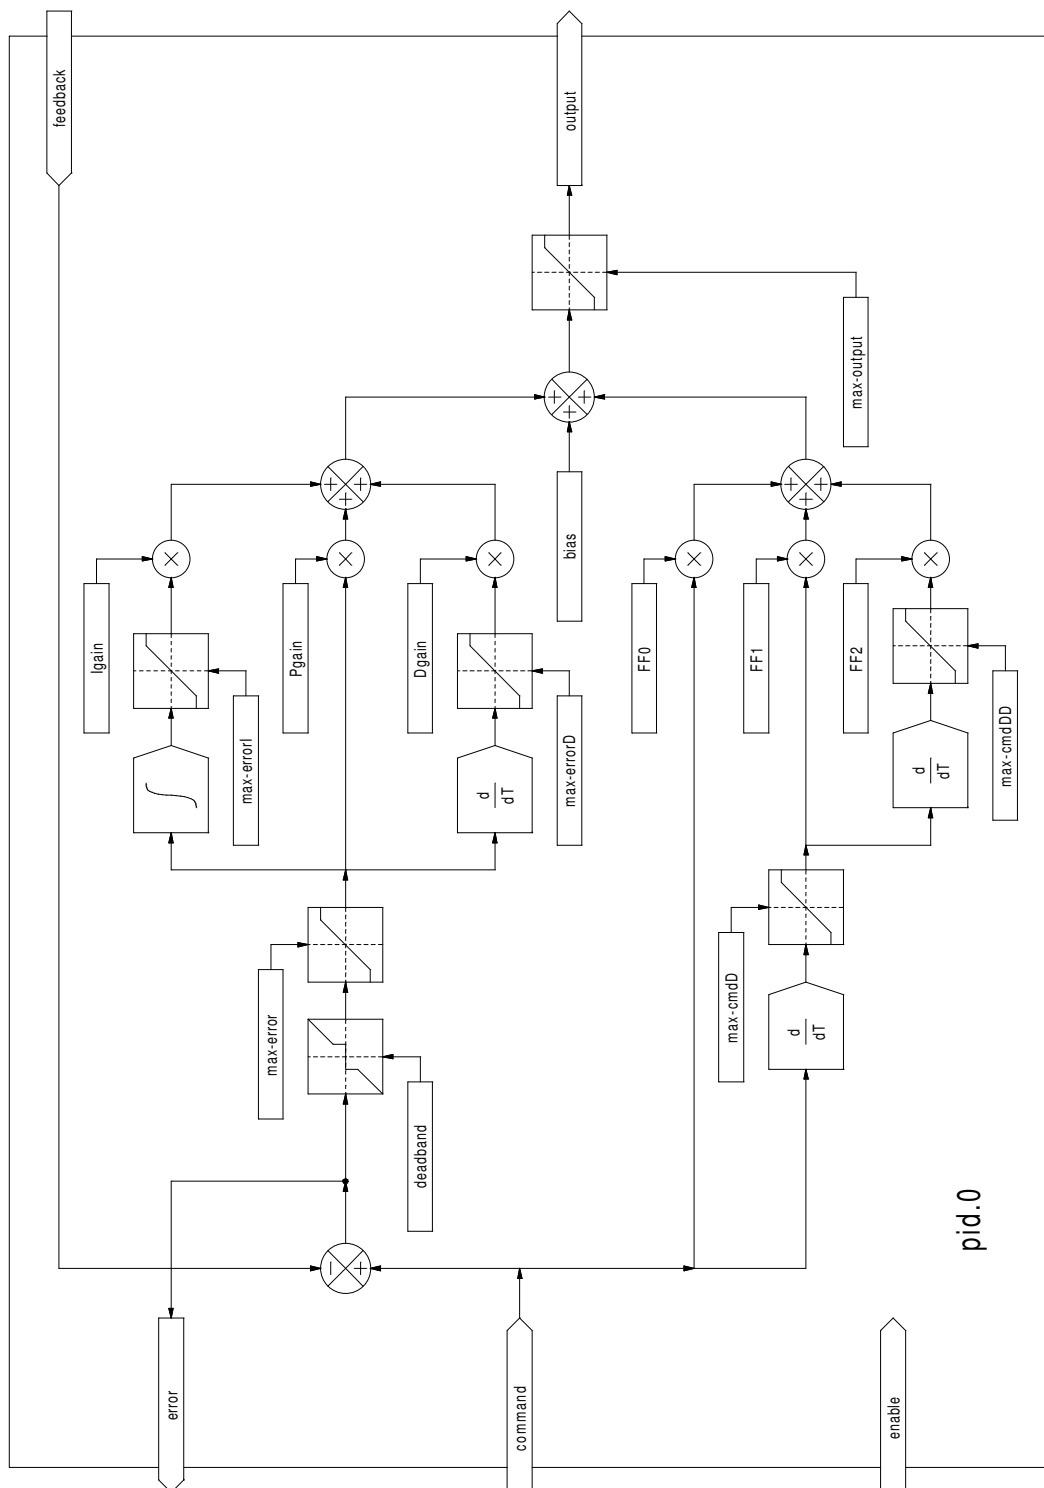 feedback
output
max-output
Igain
Pgain
Dgain
bias
FF0
FF1
FF2
max-errorI
max-errorD
max-cmdDD
d
dT
d
dT
max-error
max-cmdD
d
dT
deadband
pid.0
error
command
enable